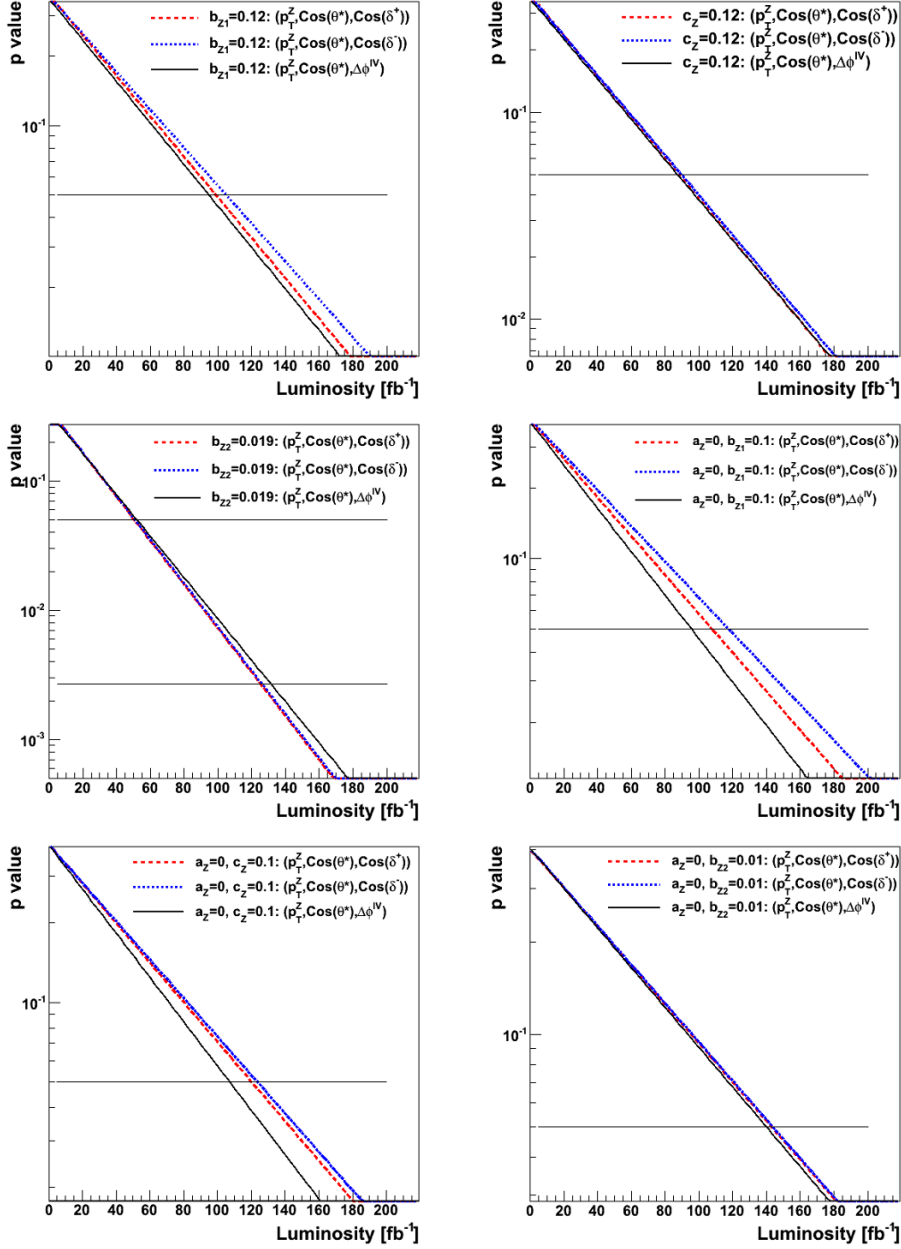 p value
b_Z1=0.12: (p_T^Z,Cos(θ*),Cos(δ⁺))
b_Z1=0.12: (p_T^Z,Cos(θ*),Cos(δ⁻))
b_Z1=0.12: (p_T^Z,Cos(θ*),Δϕ^IV)
10⁻¹
0 20 40 60 80 100 120 140 160 180 200
Luminosity [fb⁻¹]
p value
c_Z=0.12: (p_T^Z,Cos(θ*),Cos(δ⁺)
c_Z=0.12: (p_T^Z,Cos(θ*),Cos(δ⁻))
c_Z=0.12: (p_T^Z,Cos(θ*),Δϕ^IV)
10⁻¹
10⁻²
0 20 40 60 80 100 120 140 160 180 200
Luminosity [fb⁻¹]
p value
b_Z2=0.019: (p_T^Z,Cos(θ*),Cos(δ⁺))
b_Z2=0.019: (p_T^Z,Cos(θ*),Cos(δ⁻))
b_Z2=0.019: (p_T^Z,Cos(θ*),Δϕ^IV)
10⁻¹
10⁻²
10⁻³
0 20 40 60 80 100 120 140 160 180 200
Luminosity [fb⁻¹]
p value
a_Z=0, b_Z1=0.1: (p_T^Z,Cos(θ*),Cos(δ⁺)
a_Z=0, b_Z1=0.1: (p_T^Z,Cos(θ*),Cos(δ⁻))
a_Z=0, b_Z1=0.1: (p_T^Z,Cos(θ*),Δϕ^IV)
10⁻¹
0 20 40 60 80 100 120 140 160 180 200
Luminosity [fb⁻¹]
p value
a_Z=0, c_Z=0.1: (p_T^Z,Cos(θ*),Cos(δ⁺))
a_Z=0, c_Z=0.1: (p_T^Z,Cos(θ*),Cos(δ⁻))
a_Z=0, c_Z=0.1: (p_T^Z,Cos(θ*),Δϕ^IV)
10⁻¹
0 20 40 60 80 100 120 140 160 180 200
Luminosity [fb⁻¹]
p value
a_Z=0, b_Z2=0.01: (p_T^Z,Cos(θ*),Cos(δ⁺))
a_Z=0, b_Z2=0.01: (p_T^Z,Cos(θ*),Cos(δ⁻))
a_Z=0, b_Z2=0.01: (p_T^Z,Cos(θ*),Δϕ^IV)
10⁻¹
0 20 40 60 80 100 120 140 160 180 200
Luminosity [fb⁻¹]